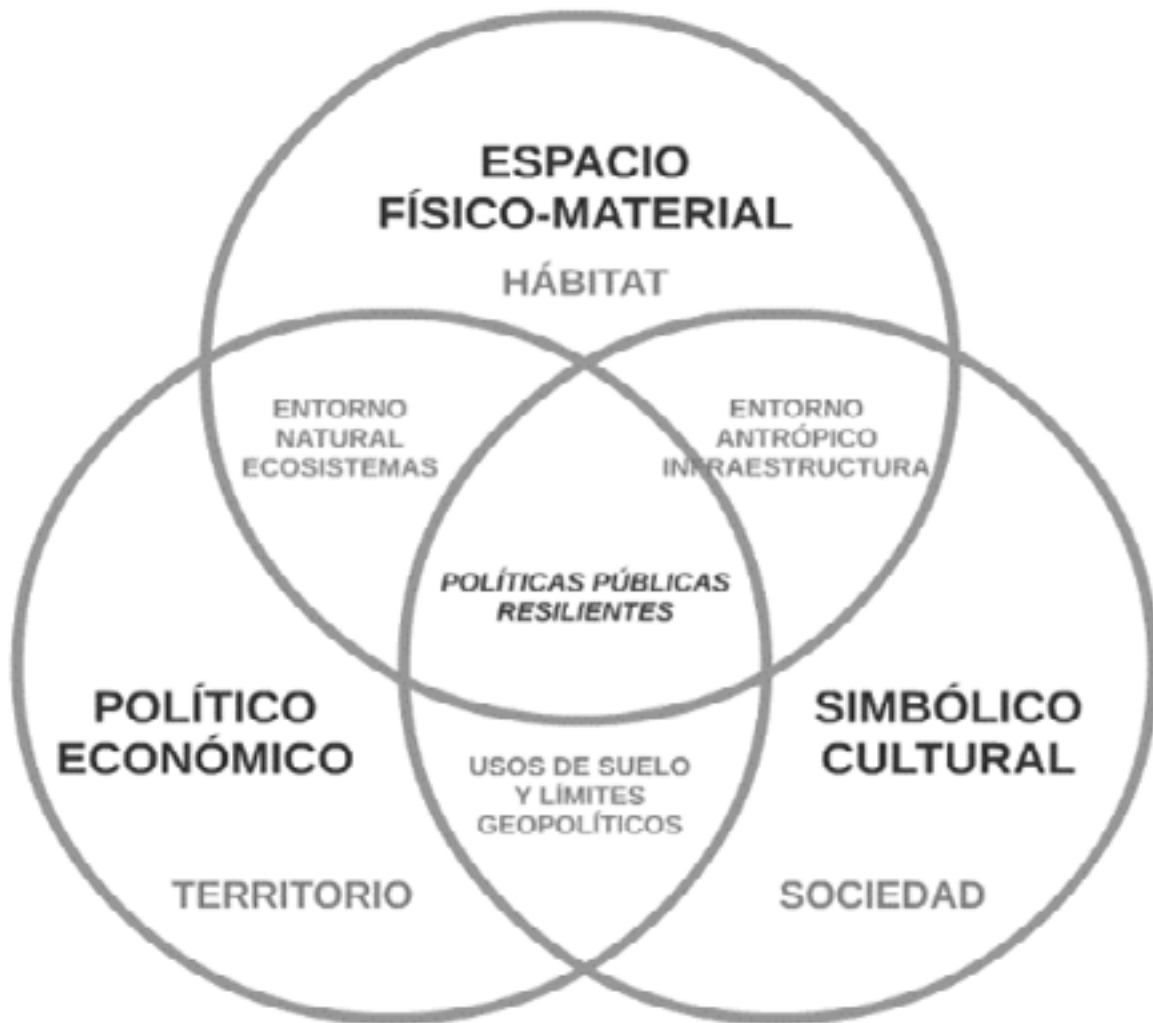 ESPACIO
FÍSICO-MATERIAL
HÁBITAT
ENTORNO
NATURAL
ECOSISTEMAS
ENTORNO
ANTRÓPICO
INFRAESTRUCTURA
POLÍTICAS PÚBLICAS
RESILIENTES
POLÍTICO
ECONÓMICO
SIMBÓLICO
CULTURAL
USOS DE SUELO
Y LÍMITES
GEOPOLÍTICOS
TERRITORIO
SOCIEDAD